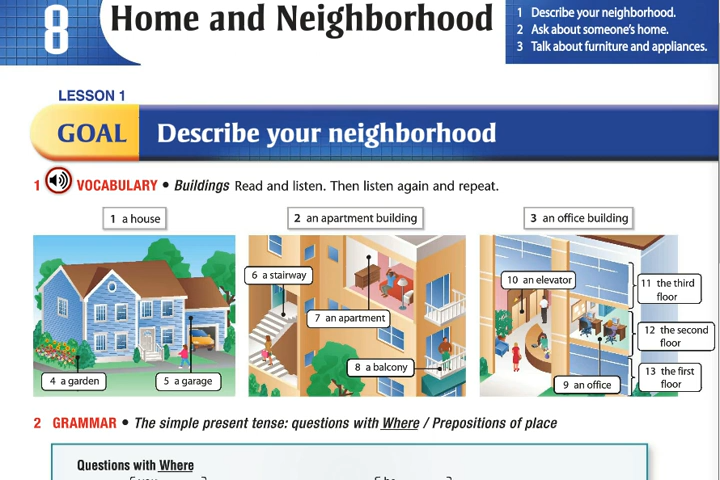 8
Home and Neighborhood
1 Describe your neighborhood.
2 Ask about someone's home.
3 Talk about furniture and appliances.
LESSON 1
GOAL Describe your neighborhood
1 VOCABULARY • Buildings Read and listen. Then listen again and repeat.
1 a house
2 an apartment building
3 an office building
4 a garden
5 a garage
6 a stairway
7 an apartment
8 a balcony
9 an office
10 an elevator
11 the third
floor
12 the second
floor
13 the first
floor
2 GRAMMAR • The simple present tense: questions with Where / Prepositions of place
Questions with Where